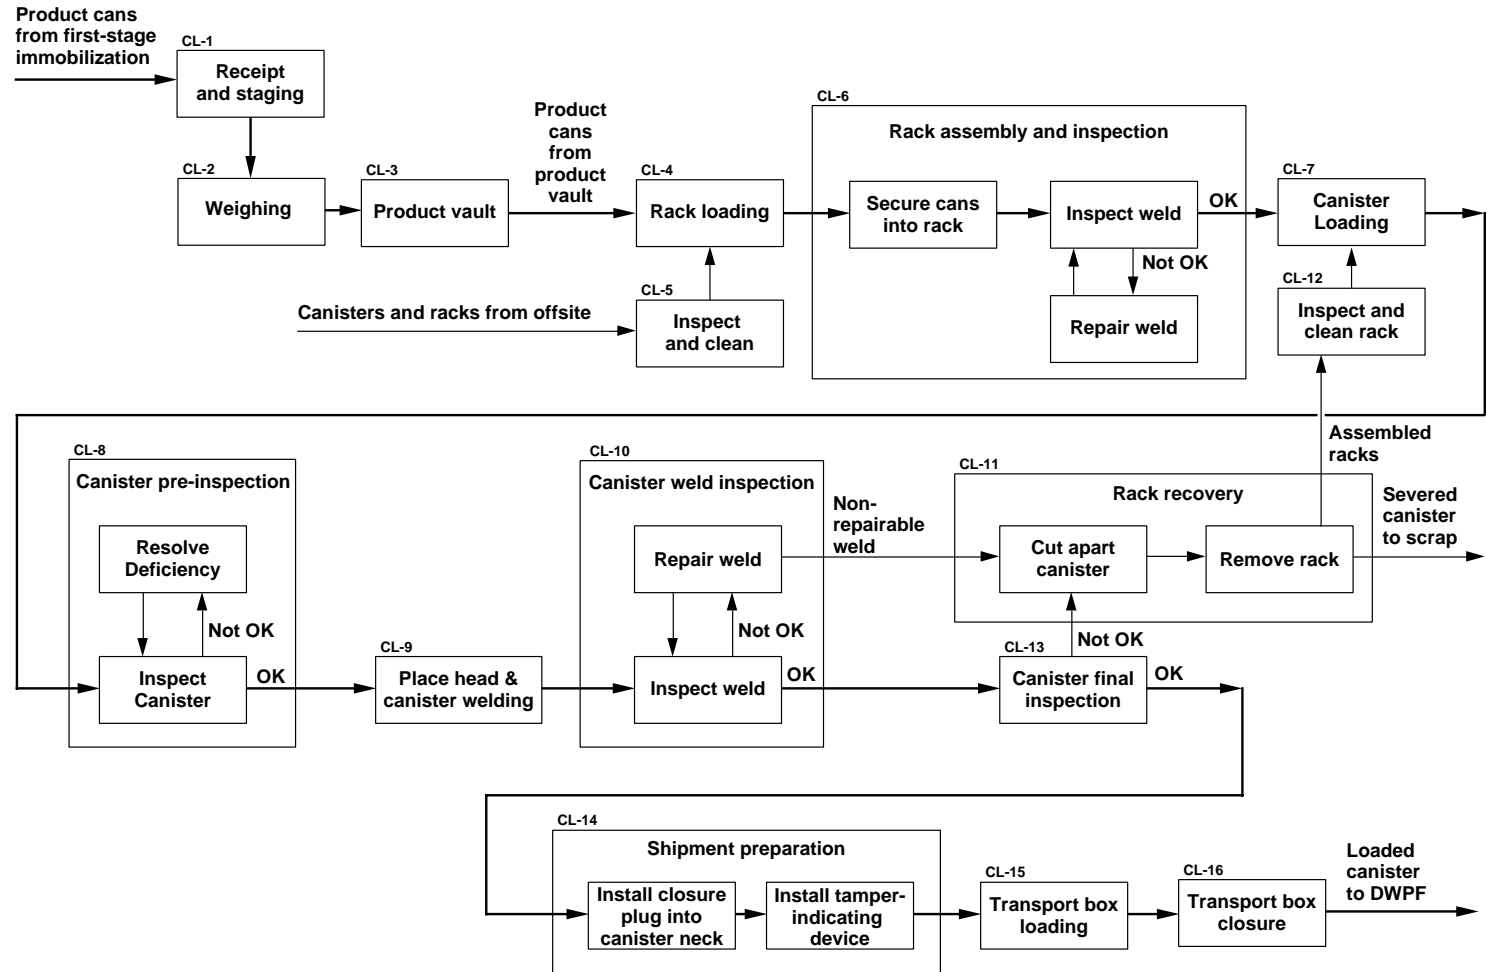 Product cans
from first-stage
immobilization
CL-1
Receipt
and staging
CL-2
Weighing
CL-3
Product vault
Product
cans
from
product
vault
CL-4
Rack loading
Canisters and racks from offsite
CL-5
Inspect
and clean
CL-6
Rack assembly and inspection
Secure cans
into rack
Inspect weld
OK
Not OK
Repair weld
CL-7
Canister
Loading
CL-12
Inspect and
clean rack
Assembled
racks
CL-8
Canister pre-inspection
Resolve
Deficiency
Not OK
Inspect
Canister
OK
CL-9
Place head &
canister welding
CL-10
Canister weld inspection
Repair weld
Not OK
Inspect weld
OK
Non-
repairable
weld
CL-11
Rack recovery
Cut apart
canister
Remove rack
Severed
canister
to scrap
Not OK
CL-13
Canister final
inspection
OK
CL-14
Shipment preparation
Install closure
plug into
canister neck
Install tamper-
indicating
device
CL-15
Transport box
loading
CL-16
Transport box
closure
Loaded
canister
to DWPF